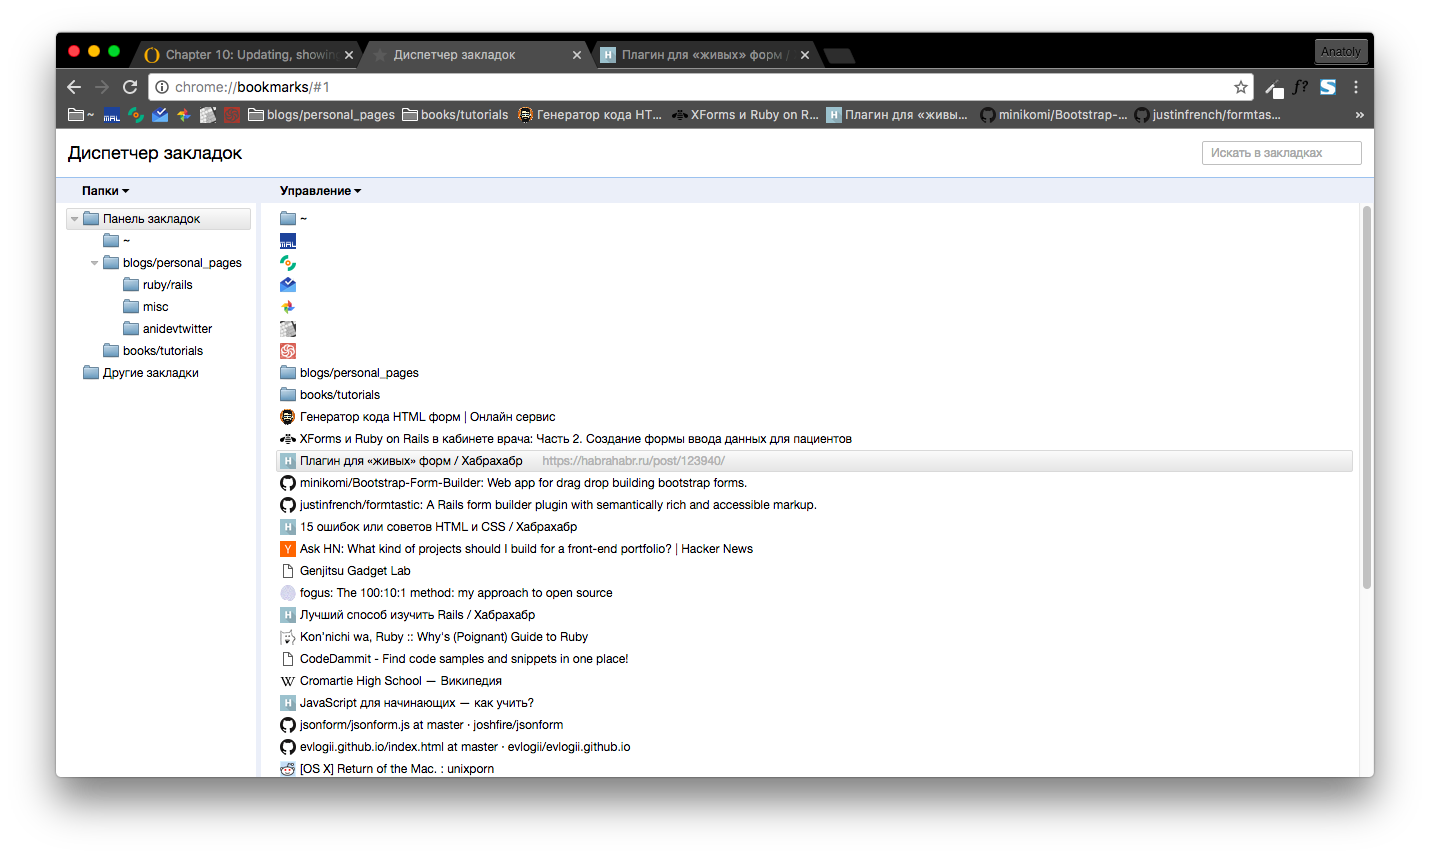 Chapter 10: Updating, showin
Диспетчер закладок
Плагин для «живых» форм /
Anatoly
chrome://bookmarks/#1
f?
S
~
MAL
blogs/personal_pages
books/tutorials
Генератор кода HT...
XForms и Ruby on R...
H
Плагин для «живы...
minikomi/Bootstrap-...
justinfrench/formtas...
»
Диспетчер закладок
Искать в закладках
Папки
Управление
Панель закладок
~
blogs/personal_pages
ruby/rails
misc
anidevtwitter
books/tutorials
Другие закладки
~
MAL
blogs/personal_pages
books/tutorials
Генератор кода HTML форм | Онлайн сервис
XForms и Ruby on Rails в кабинете врача: Часть 2. Создание формы ввода данных для пациентов
H Плагин для «живых» форм / Хабрахабр https://habrahabr.ru/post/123940/
minikomi/Bootstrap-Form-Builder: Web app for drag drop building bootstrap forms.
justinfrench/formtastic: A Rails form builder plugin with semantically rich and accessible markup.
H 15 ошибок или советов HTML и CSS / Хабрахабр
Y Ask HN: What kind of projects should I build for a front-end portfolio? | Hacker News
Genjitsu Gadget Lab
fogus: The 100:10:1 method: my approach to open source
H Лучший способ изучить Rails / Хабрахабр
Kon'nichi wa, Ruby :: Why's (Poignant) Guide to Ruby
CodeDammit - Find code samples and snippets in one place!
W Cromartie High School — Википедия
H JavaScript для начинающих — как учить?
jsonform/jsonform.js at master · joshfire/jsonform
evlogii.github.io/index.html at master · evlogii/evlogii.github.io
[OS X] Return of the Mac. : unixporn